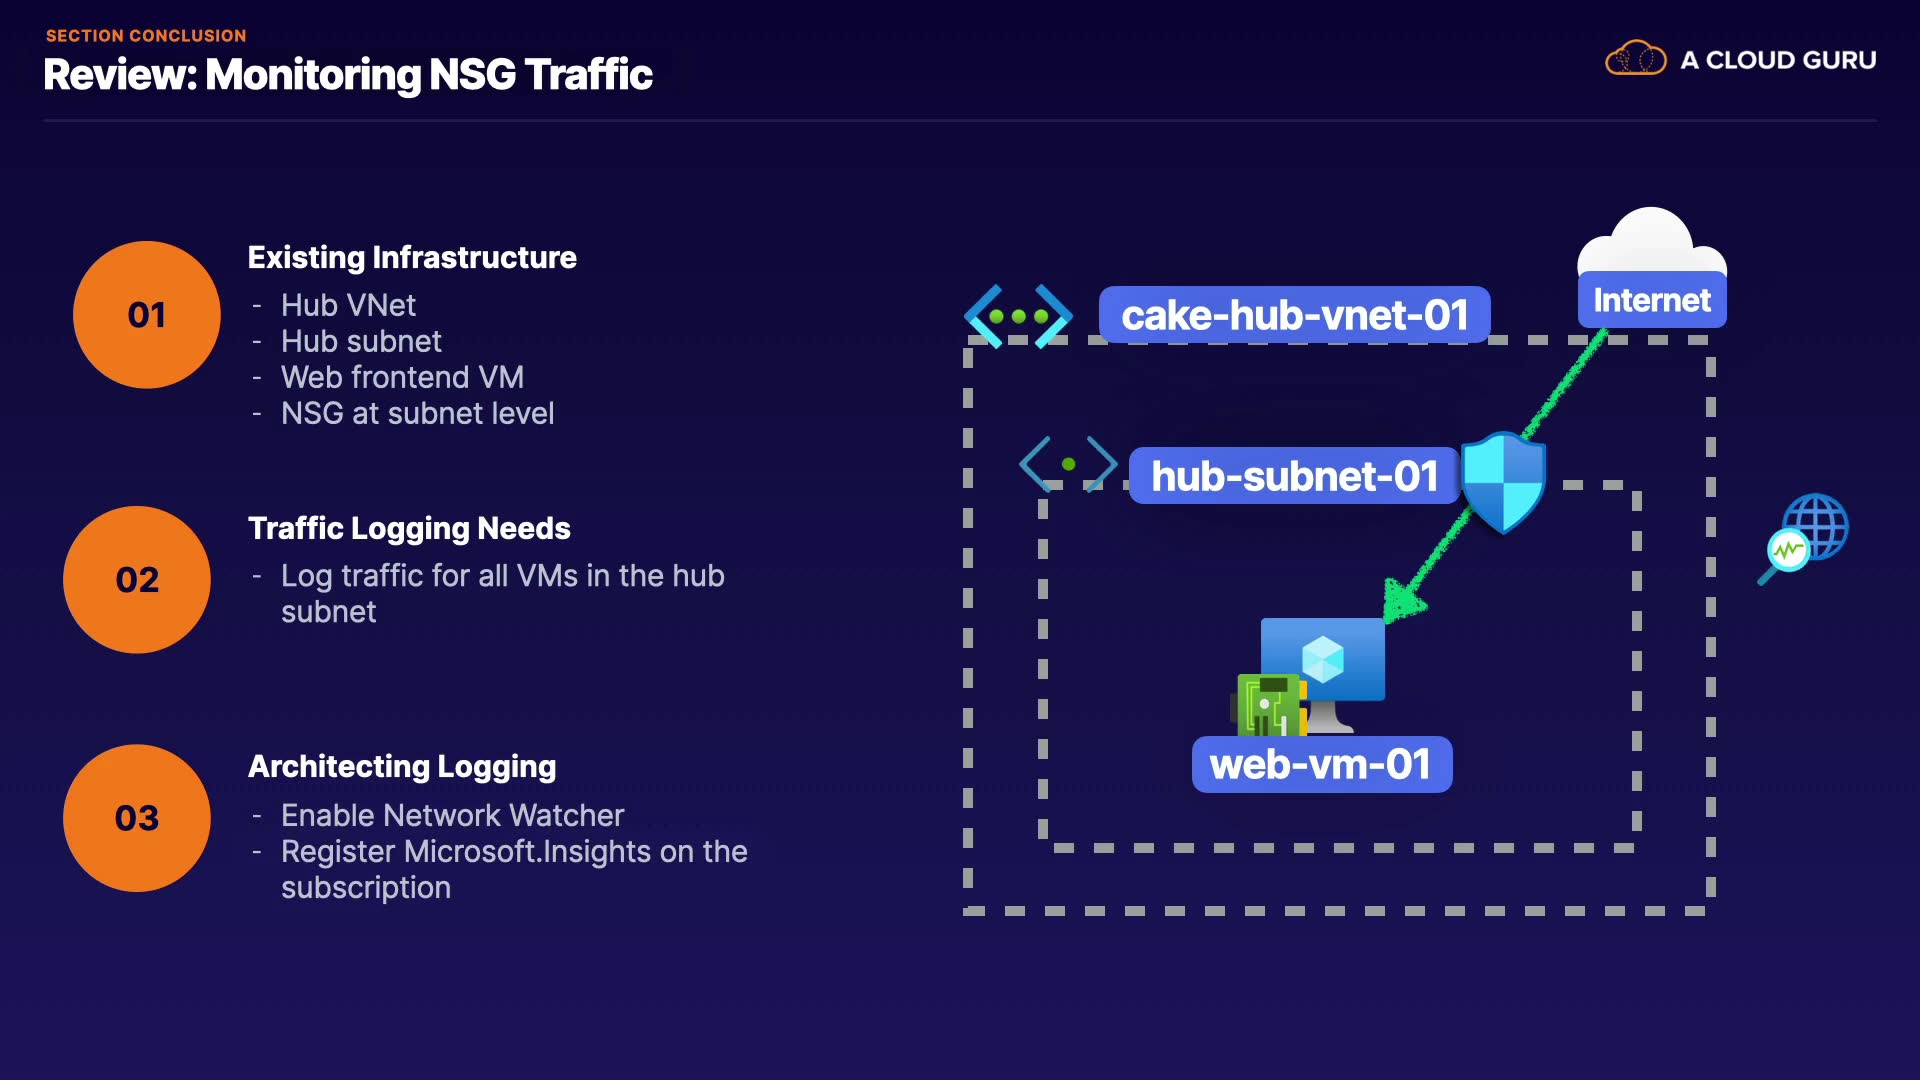 SECTION CONCLUSION
Review: Monitoring NSG Traffic
A CLOUD GURU
01
Existing Infrastructure
- Hub VNet
- Hub subnet
- Web frontend VM
- NSG at subnet level
02
Traffic Logging Needs
- Log traffic for all VMs in the hub
subnet
03
Architecting Logging
- Enable Network Watcher
- Register Microsoft.Insights on the
subscription
Internet
cake-hub-vnet-01
hub-subnet-01
web-vm-01